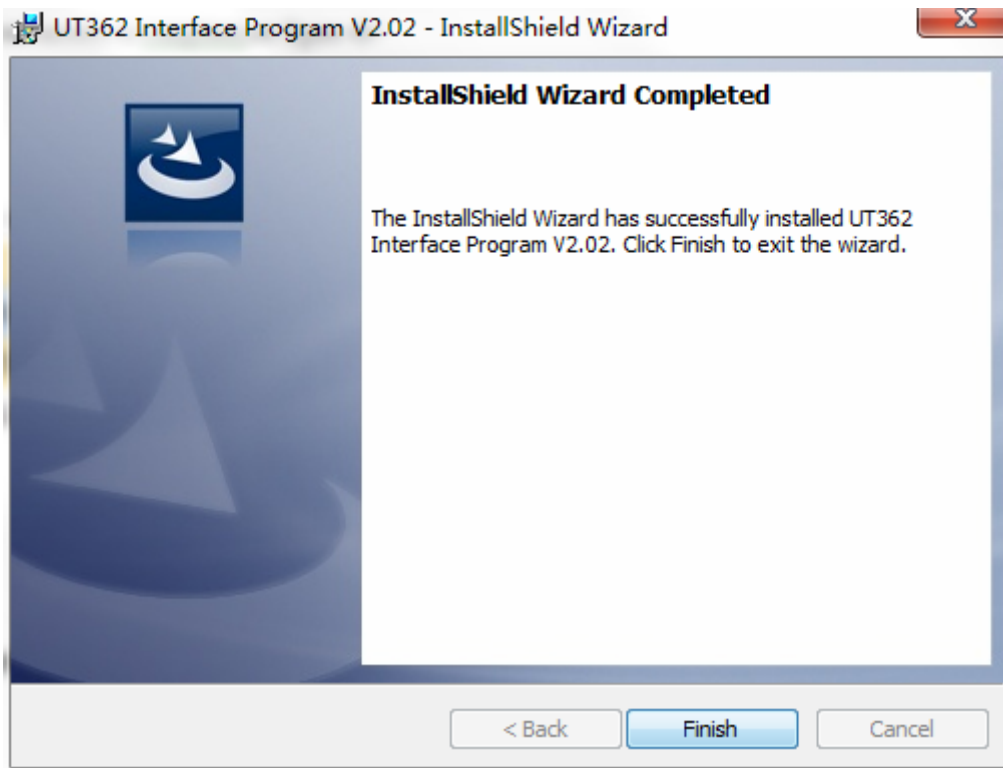 UT362 Interface Program V2.02 - InstallShield Wizard
InstallShield Wizard Completed
The InstallShield Wizard has successfully installed UT362
Interface Program V2.02. Click Finish to exit the wizard.
< Back
Finish
Cancel